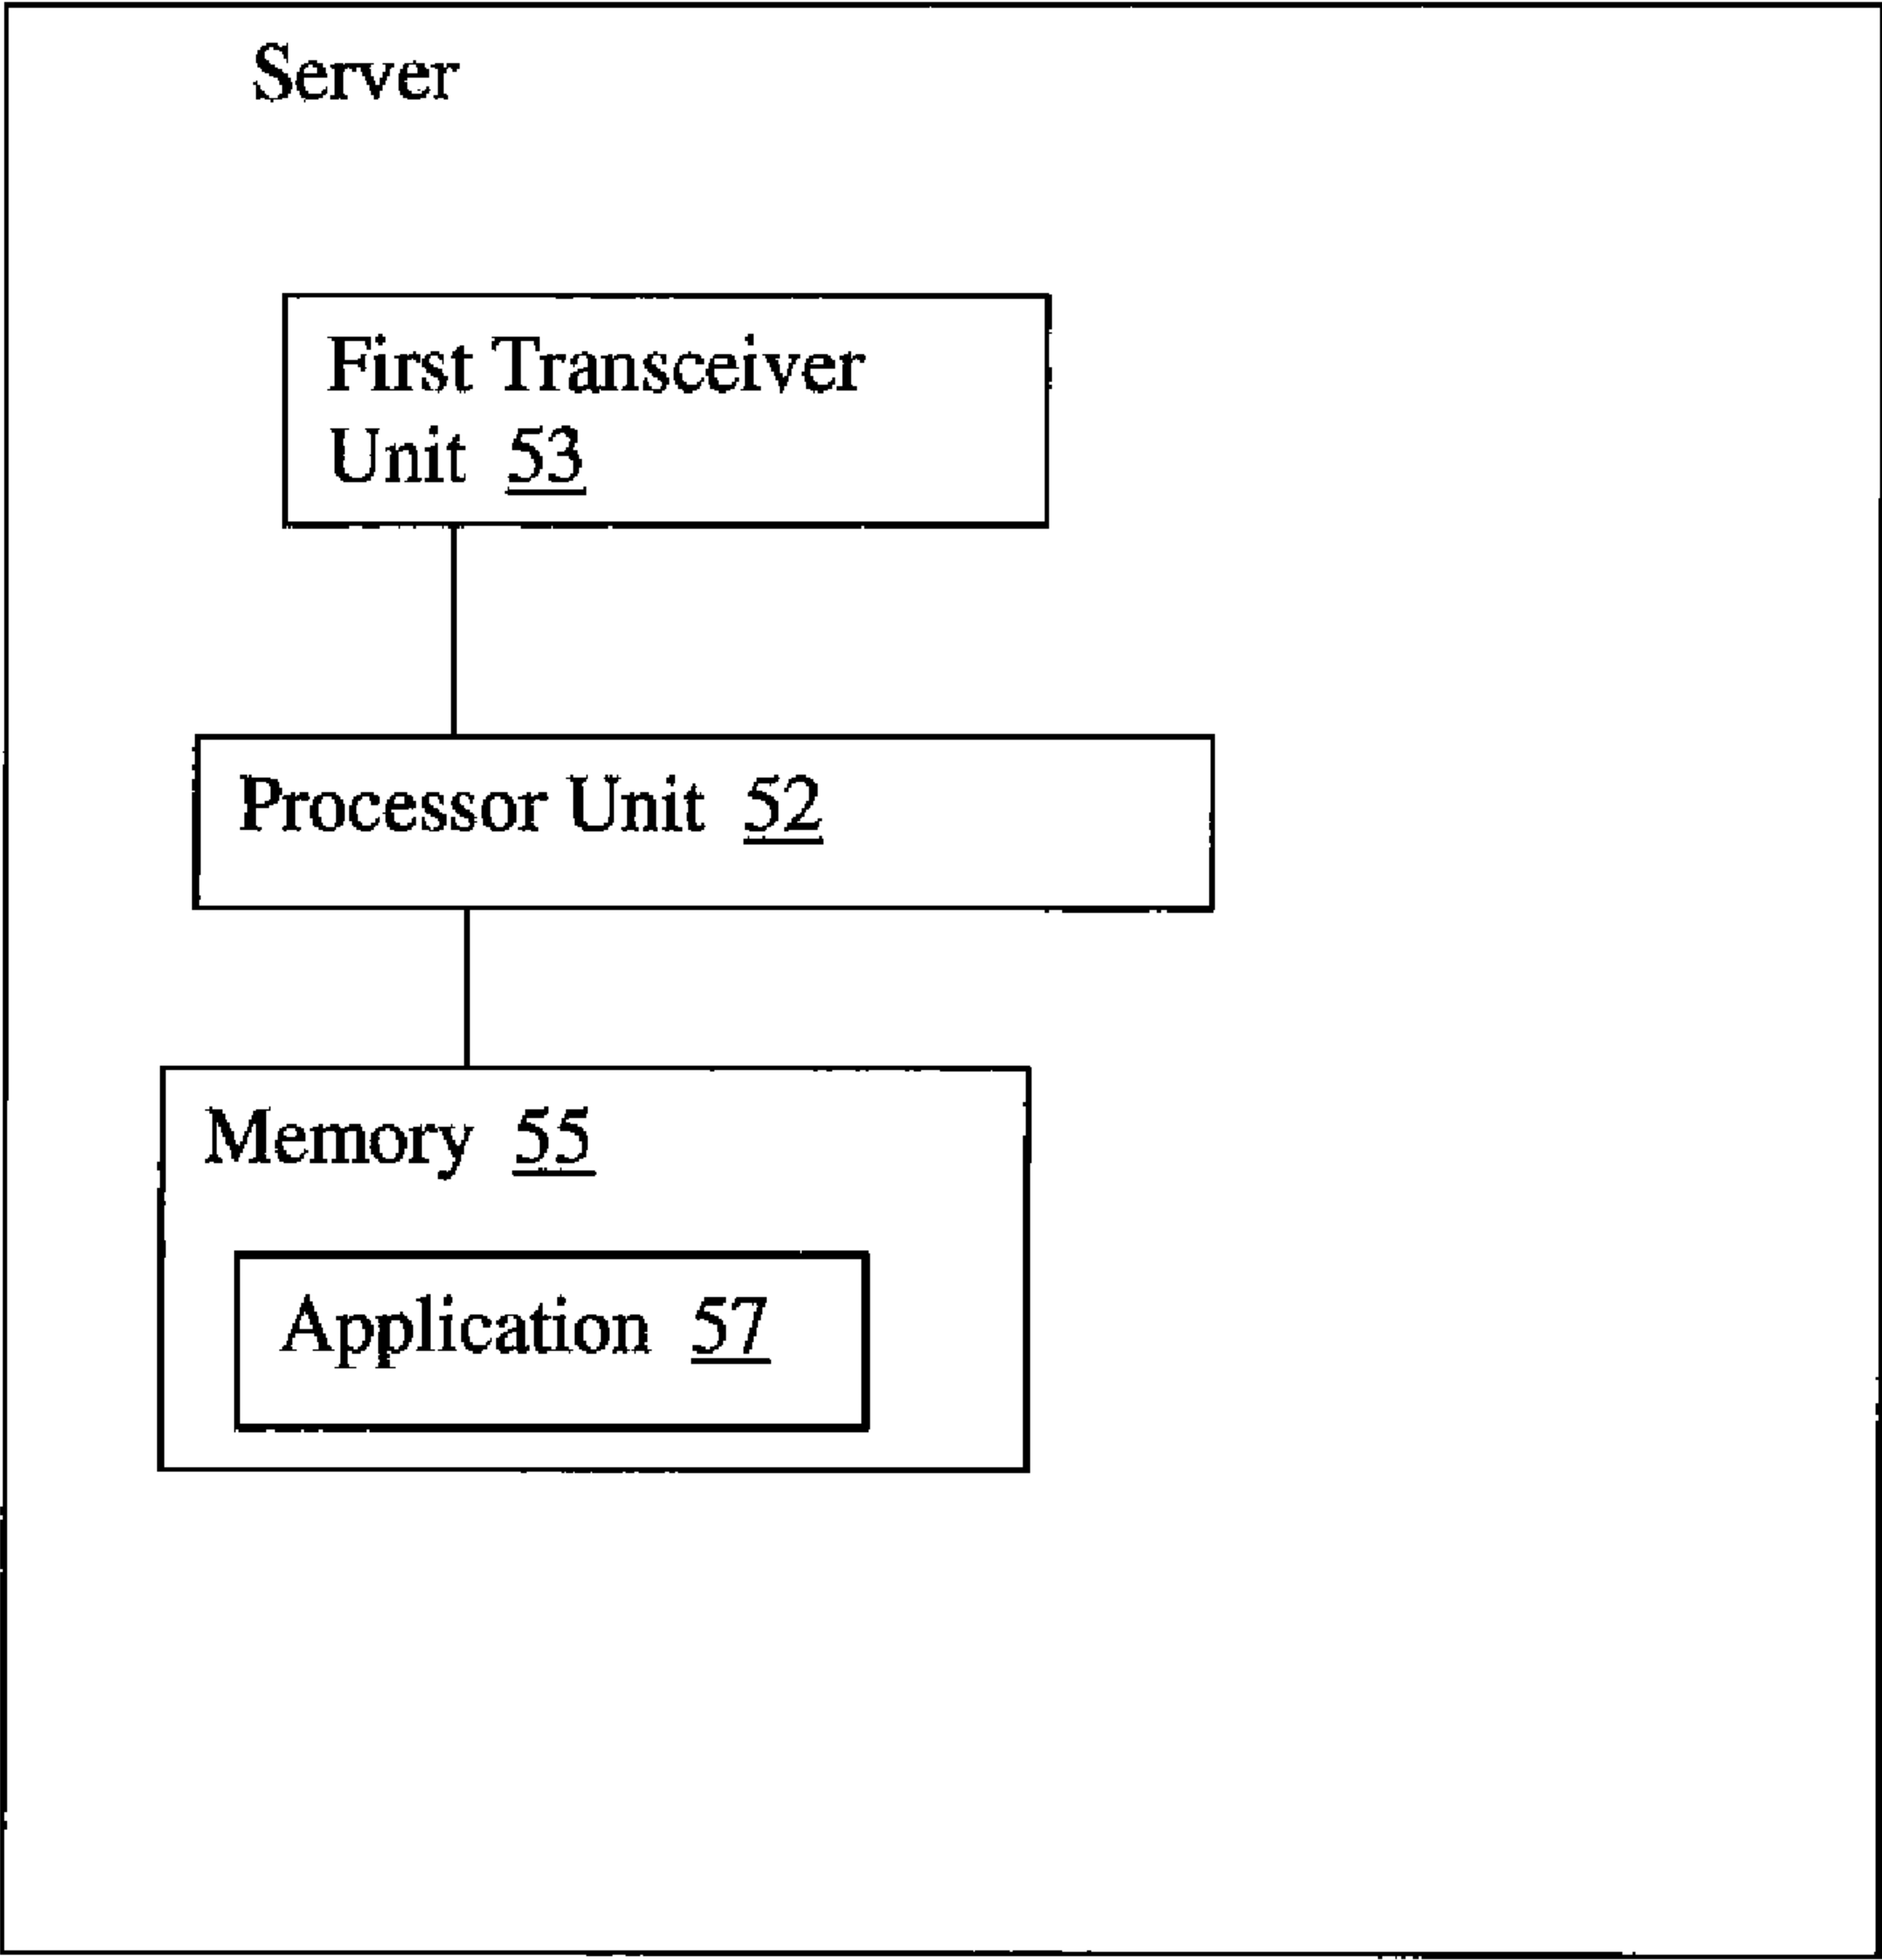 Server
First Transceiver
Unit 53
Processor Unit 52
Memory 55
Application 57